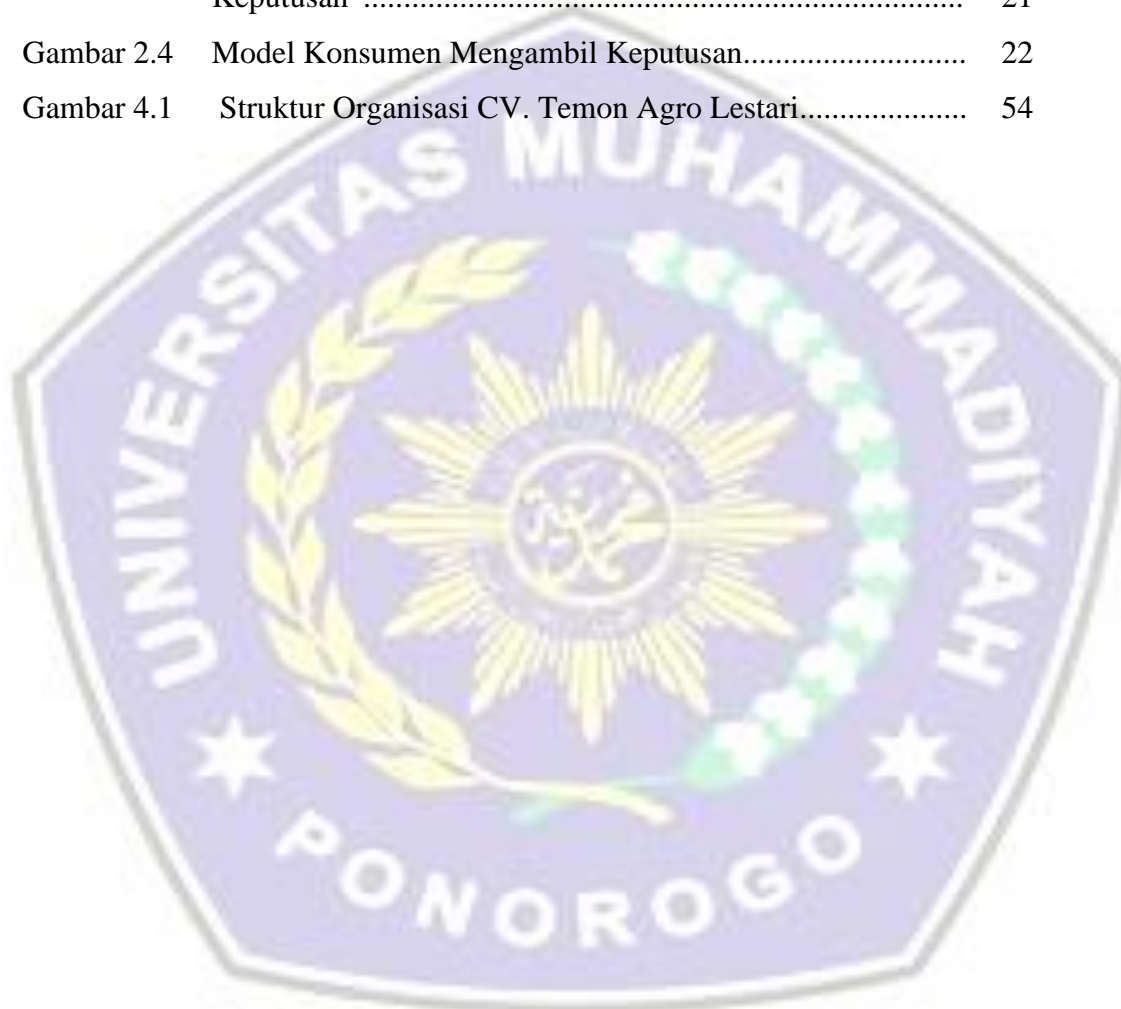 Keputusan ........................................................................... 21
Gambar 2.4 Model Konsumen Mengambil Keputusan............................ 22
Gambar 4.1 Struktur Organisasi CV. Temon Agro Lestari..................... 54
UNIVERSITAS MUHAMMADIYAH
PONOROGO